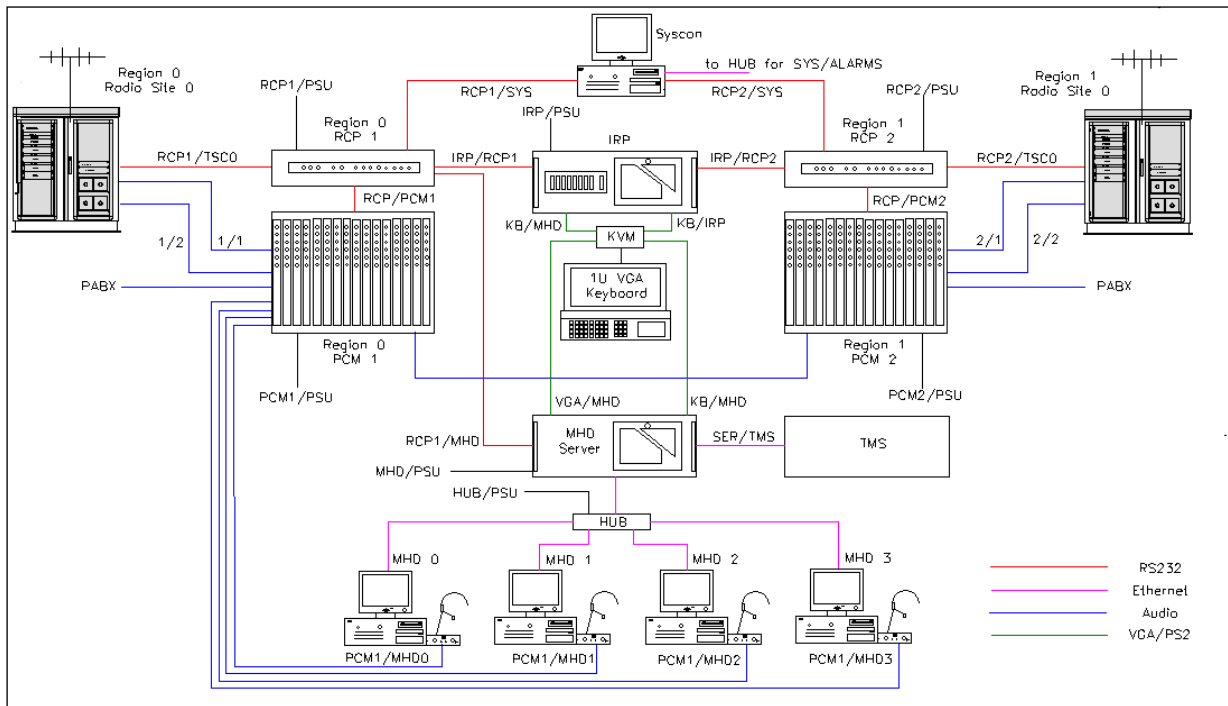 Syscon
to HUB for SYS/ALARMS
Region 0
Radio Site 0
Region 1
Radio Site 0
RCP1/PSU
RCP1/SYS
RCP2/SYS
RCP2/PSU
IRP/PSU
Region 0
RCP 1
IRP
Region 1
RCP 2
RCP1/TSC0
IRP/RCP1
IRP/RCP2
RCP2/TSC0
RCP/PCM1
RCP/PCM2
KB/MHD
KB/IRP
KVM
1/2
1/1
2/1
2/2
1U VGA
Keyboard
PABX
PABX
Region 0
PCM 1
Region 1
PCM 2
PCM1/PSU
PCM2/PSU
VGA/MHD
KB/MHD
RCP1/MHD
MHD
Server
SER/TMS
TMS
MHD/PSU
HUB/PSU
HUB
MHD 0
MHD 1
MHD 2
MHD 3
PCM1/MHD0
PCM1/MHD1
PCM1/MHD2
PCM1/MHD3
RS232
Ethernet
Audio
VGA/PS2